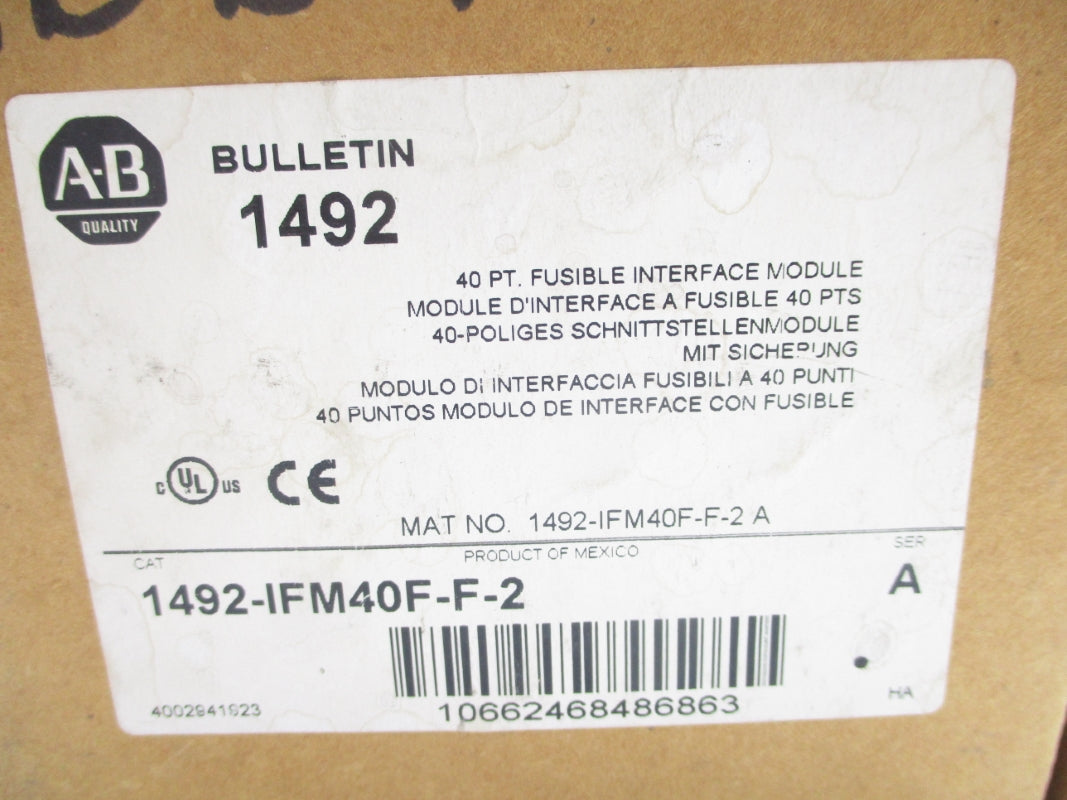 A-B
QUALITY
BULLETIN
1492
40 PT. FUSIBLE INTERFACE MODULE
MODULE D'INTERFACE A FUSIBLE 40 PTS
40-POLIGES SCHNITTSTELLENMODULE
MIT SICHERUNG
MODULO DI INTERFACCIA FUSIBILI A 40 PUNTI
40 PUNTOS MODULO DE INTERFACE CON FUSIBLE
C UL US CE
MAT NO. 1492-IFM40F-F-2 A
PRODUCT OF MEXICO
CAT
SER
1492-IFM40F-F-2
A
10662468486863
HA